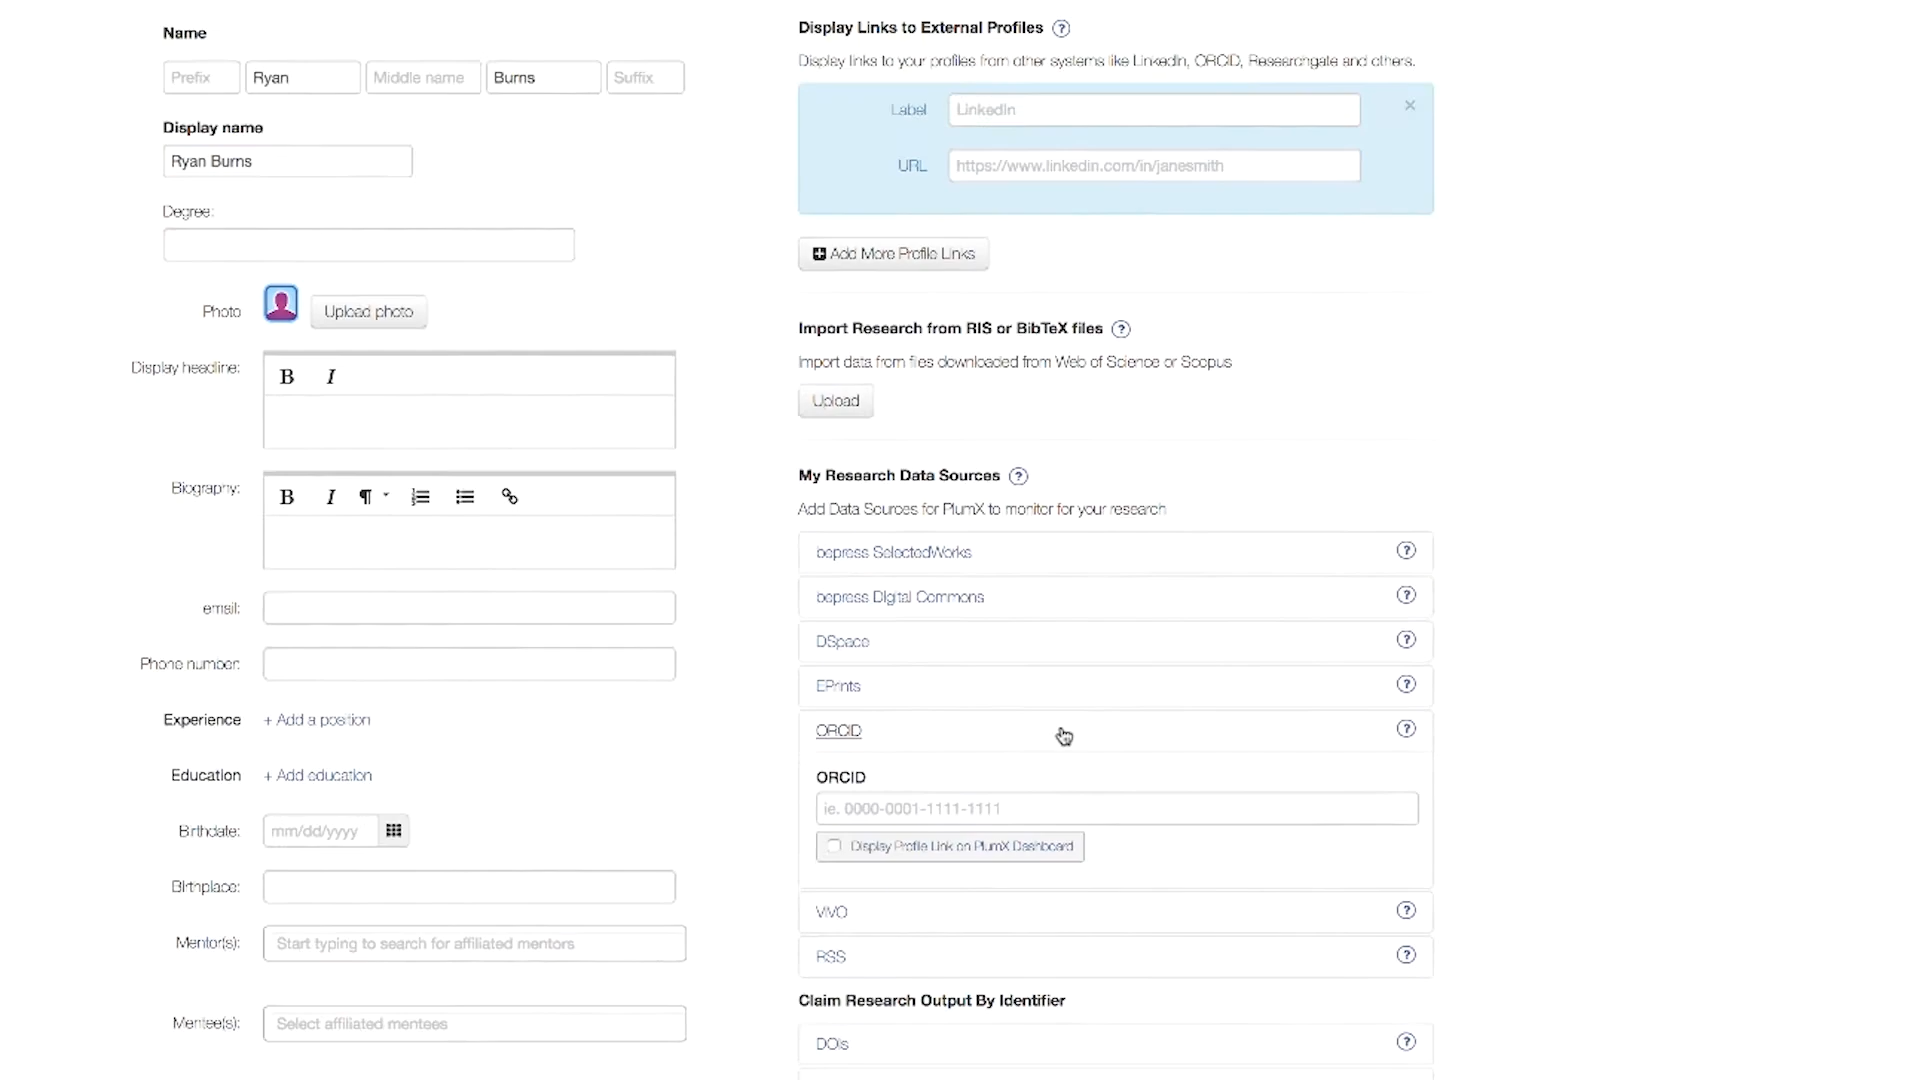 Name
Prefix Ryan Middle name Burns Suffix
Display name
Ryan Burns
Degree:
Photo Upload photo
Display headline:
B I
Biography:
B I ¶
email:
Phone number:
Experience + Add a position
Education + Add education
Birthdate: mm/dd/yyyy
Birthplace:
Mentor(s): Start typing to search for affiliated mentors
Mentee(s): Select affiliated mentees
Display Links to External Profiles ?
Display links to your profiles from other systems like LinkedIn, ORCID, Researchgate and others.
Label LinkedIn ×
URL https://www.linkedin.com/in/janesmith
Add More Profile Links
Import Research from RIS or BibTeX files ?
Import data from files downloaded from Web of Science or Scopus
Upload
My Research Data Sources ?
Add Data Sources for PlumX to monitor for your research
bepress SelectedWorks ?
bepress Digital Commons ?
DSpace ?
EPrints ?
ORCID ?
ORCID
ie. 0000-0001-1111-1111
Display Profile Link on PlumX Dashboard
VIVO ?
RSS ?
Claim Research Output By Identifier
DOIs ?